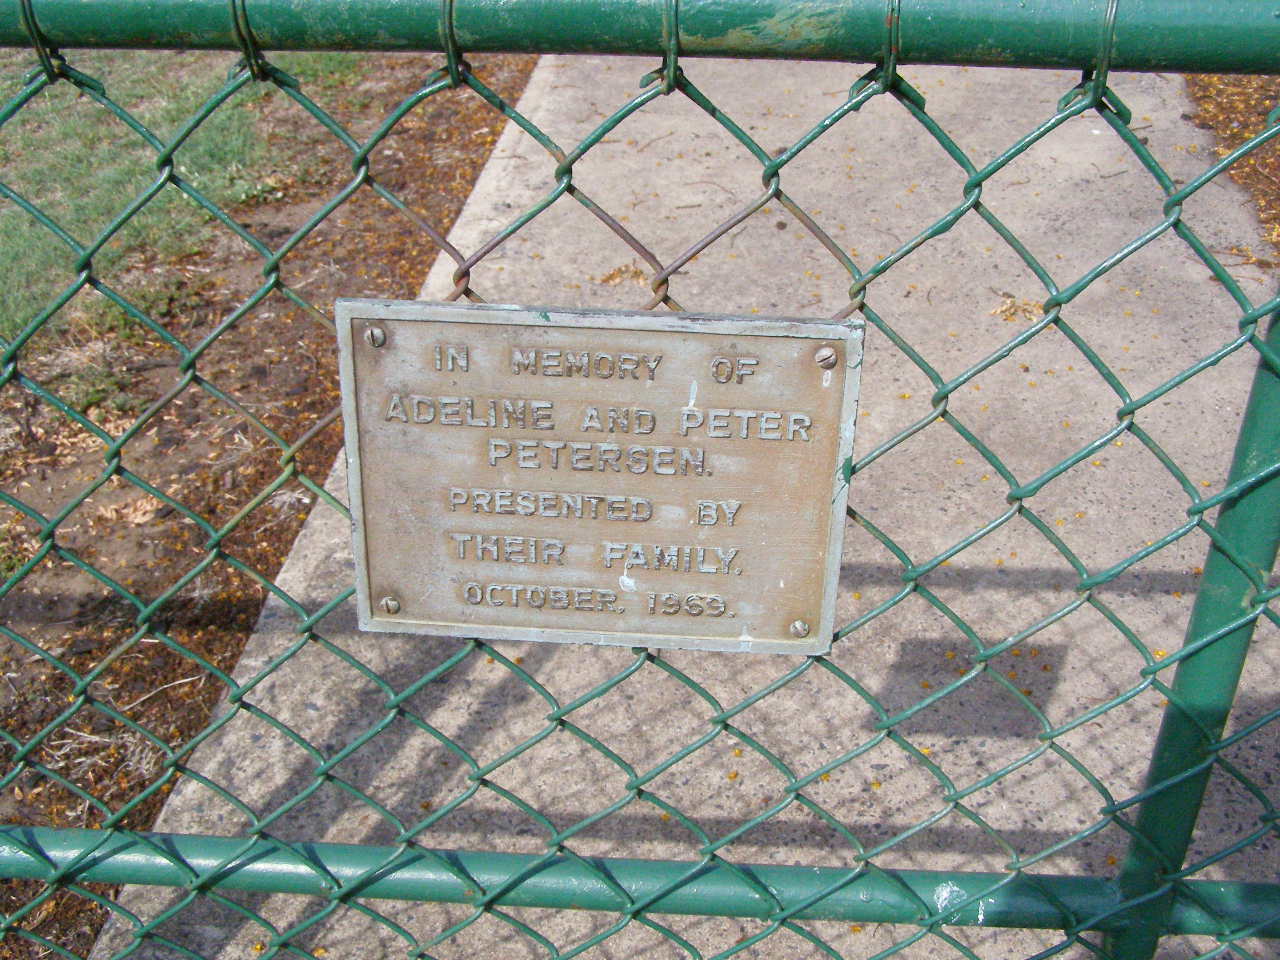 IN MEMORY OF
ADELINE AND PETER
PETERSEN.
PRESENTED BY
THEIR FAMILY.
OCTOBER, 1969.